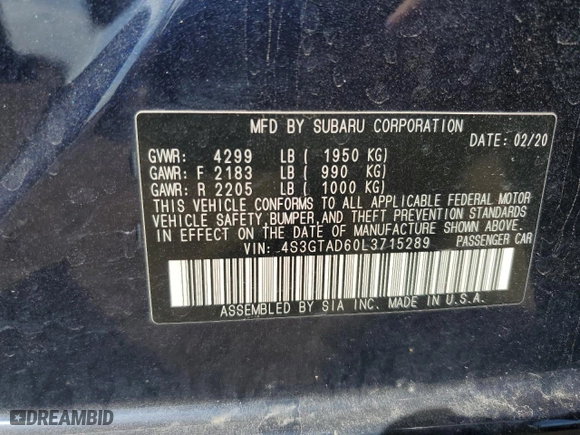 MFD BY SUBARU CORPORATION
DATE: 02/20
GVWR: 4299 LB ( 1950 KG)
GAWR: F 2183 LB ( 990 KG)
GAWR: R 2205 LB ( 1000 KG)
THIS VEHICLE CONFORMS TO ALL APPLICABLE FEDERAL MOTOR
VEHICLE SAFETY,BUMPER,AND THEFT PREVENTION STANDARDS
IN EFFECT ON THE DATE OF MANUFACTURE SHOWN ABOVE.
VIN: 4S3GTAD60L3715289 PASSENGER CAR
ASSEMBLED BY SIA INC. MADE IN U.S.A.
DREAMBID